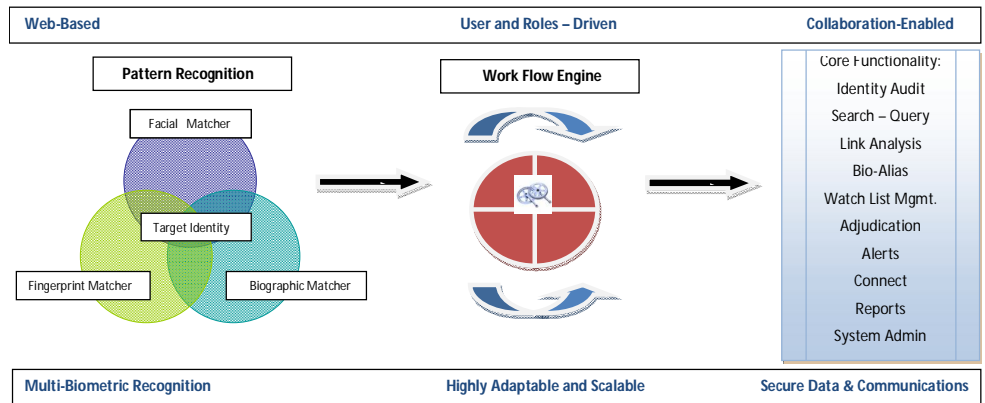 Web-Based
User and Roles – Driven
Collaboration-Enabled
Pattern Recognition
Work Flow Engine
Facial Matcher
Target Identity
Fingerprint Matcher
Biographic Matcher
Core Functionality:
Identity Audit
Search – Query
Link Analysis
Bio-Alias
Watch List Mgmt.
Adjudication
Alerts
Connect
Reports
System Admin
Multi-Biometric Recognition
Highly Adaptable and Scalable
Secure Data & Communications